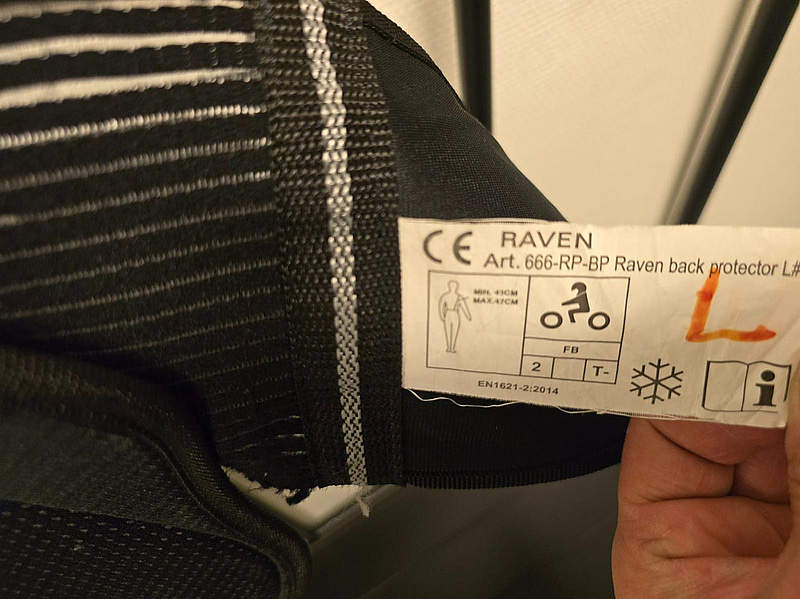 CE RAVEN
Art. 666-RP-BP Raven back protector L#
L
MIN. 43CM
MAX.47CM
FB
2 T-
EN1621-2:2014
i